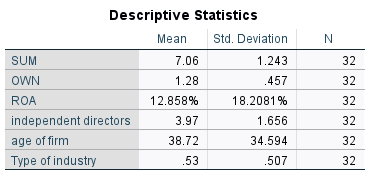 Descriptive Statistics
Mean Std. Deviation N
SUM 7.06 1.243 32
OWN 1.28 .457 32
ROA 12.858% 18.2081% 32
independent directors 3.97 1.656 32
age of firm 38.72 34.594 32
Type of industry .53 .507 32